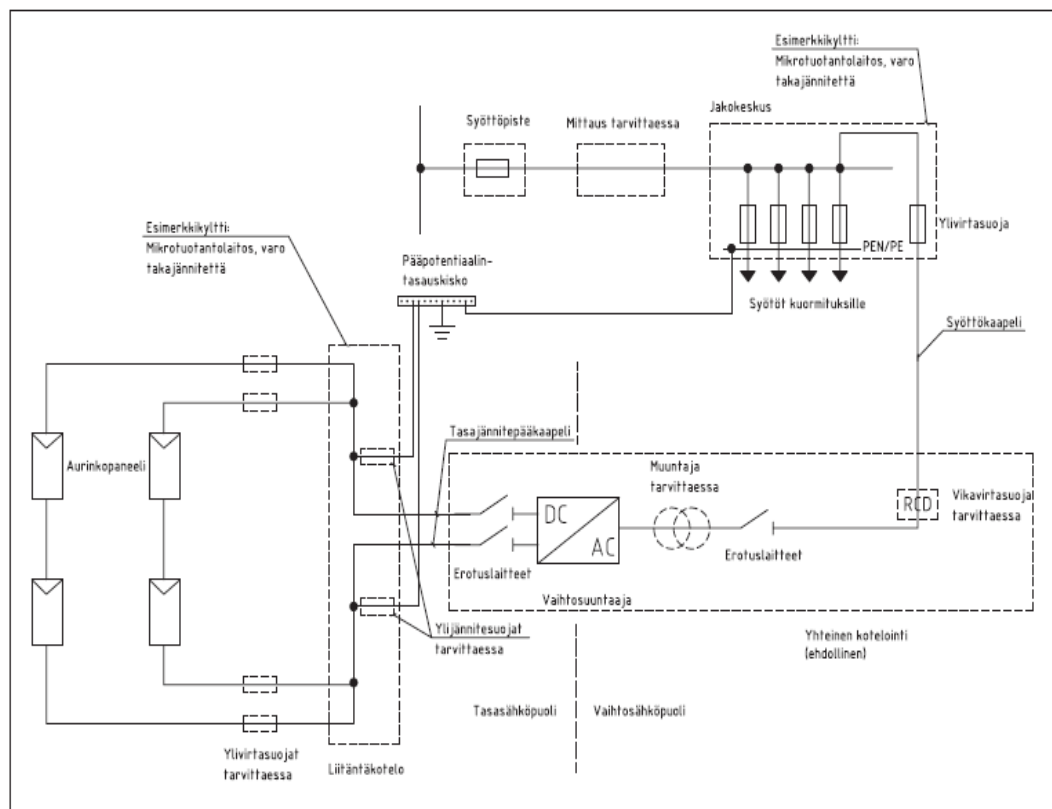 Esimerkkikyltti:
Mikrotuotantolaitos, varo
takajännitettä
Jakokeskus
Syöttöpiste
Mittaus tarvittaessa
Ylivirtasuoja
PEN/PE
Syötöt kuormituksille
Esimerkkikyltti:
Mikrotuotantolaitos, varo
takajännitettä
Pääpotentiaalin-
tasauskisko
Syöttökaapeli
Tasajännitepääkaapeli
Aurinkopaneeli
Muuntaja
tarvittaessa
RCD
Vikavirtasuojat
tarvittaessa
DC
AC
Erotuslaitteet
Erotuslaitteet
Vaihtosuuntaaja
Ylijännitesuojat
tarvittaessa
Yhteinen kotelointi
(ehdollinen)
Tasasähköpuoli
Vaihtosähköpuoli
Ylivirtasuojat
tarvittaessa
Liitäntäkotelo